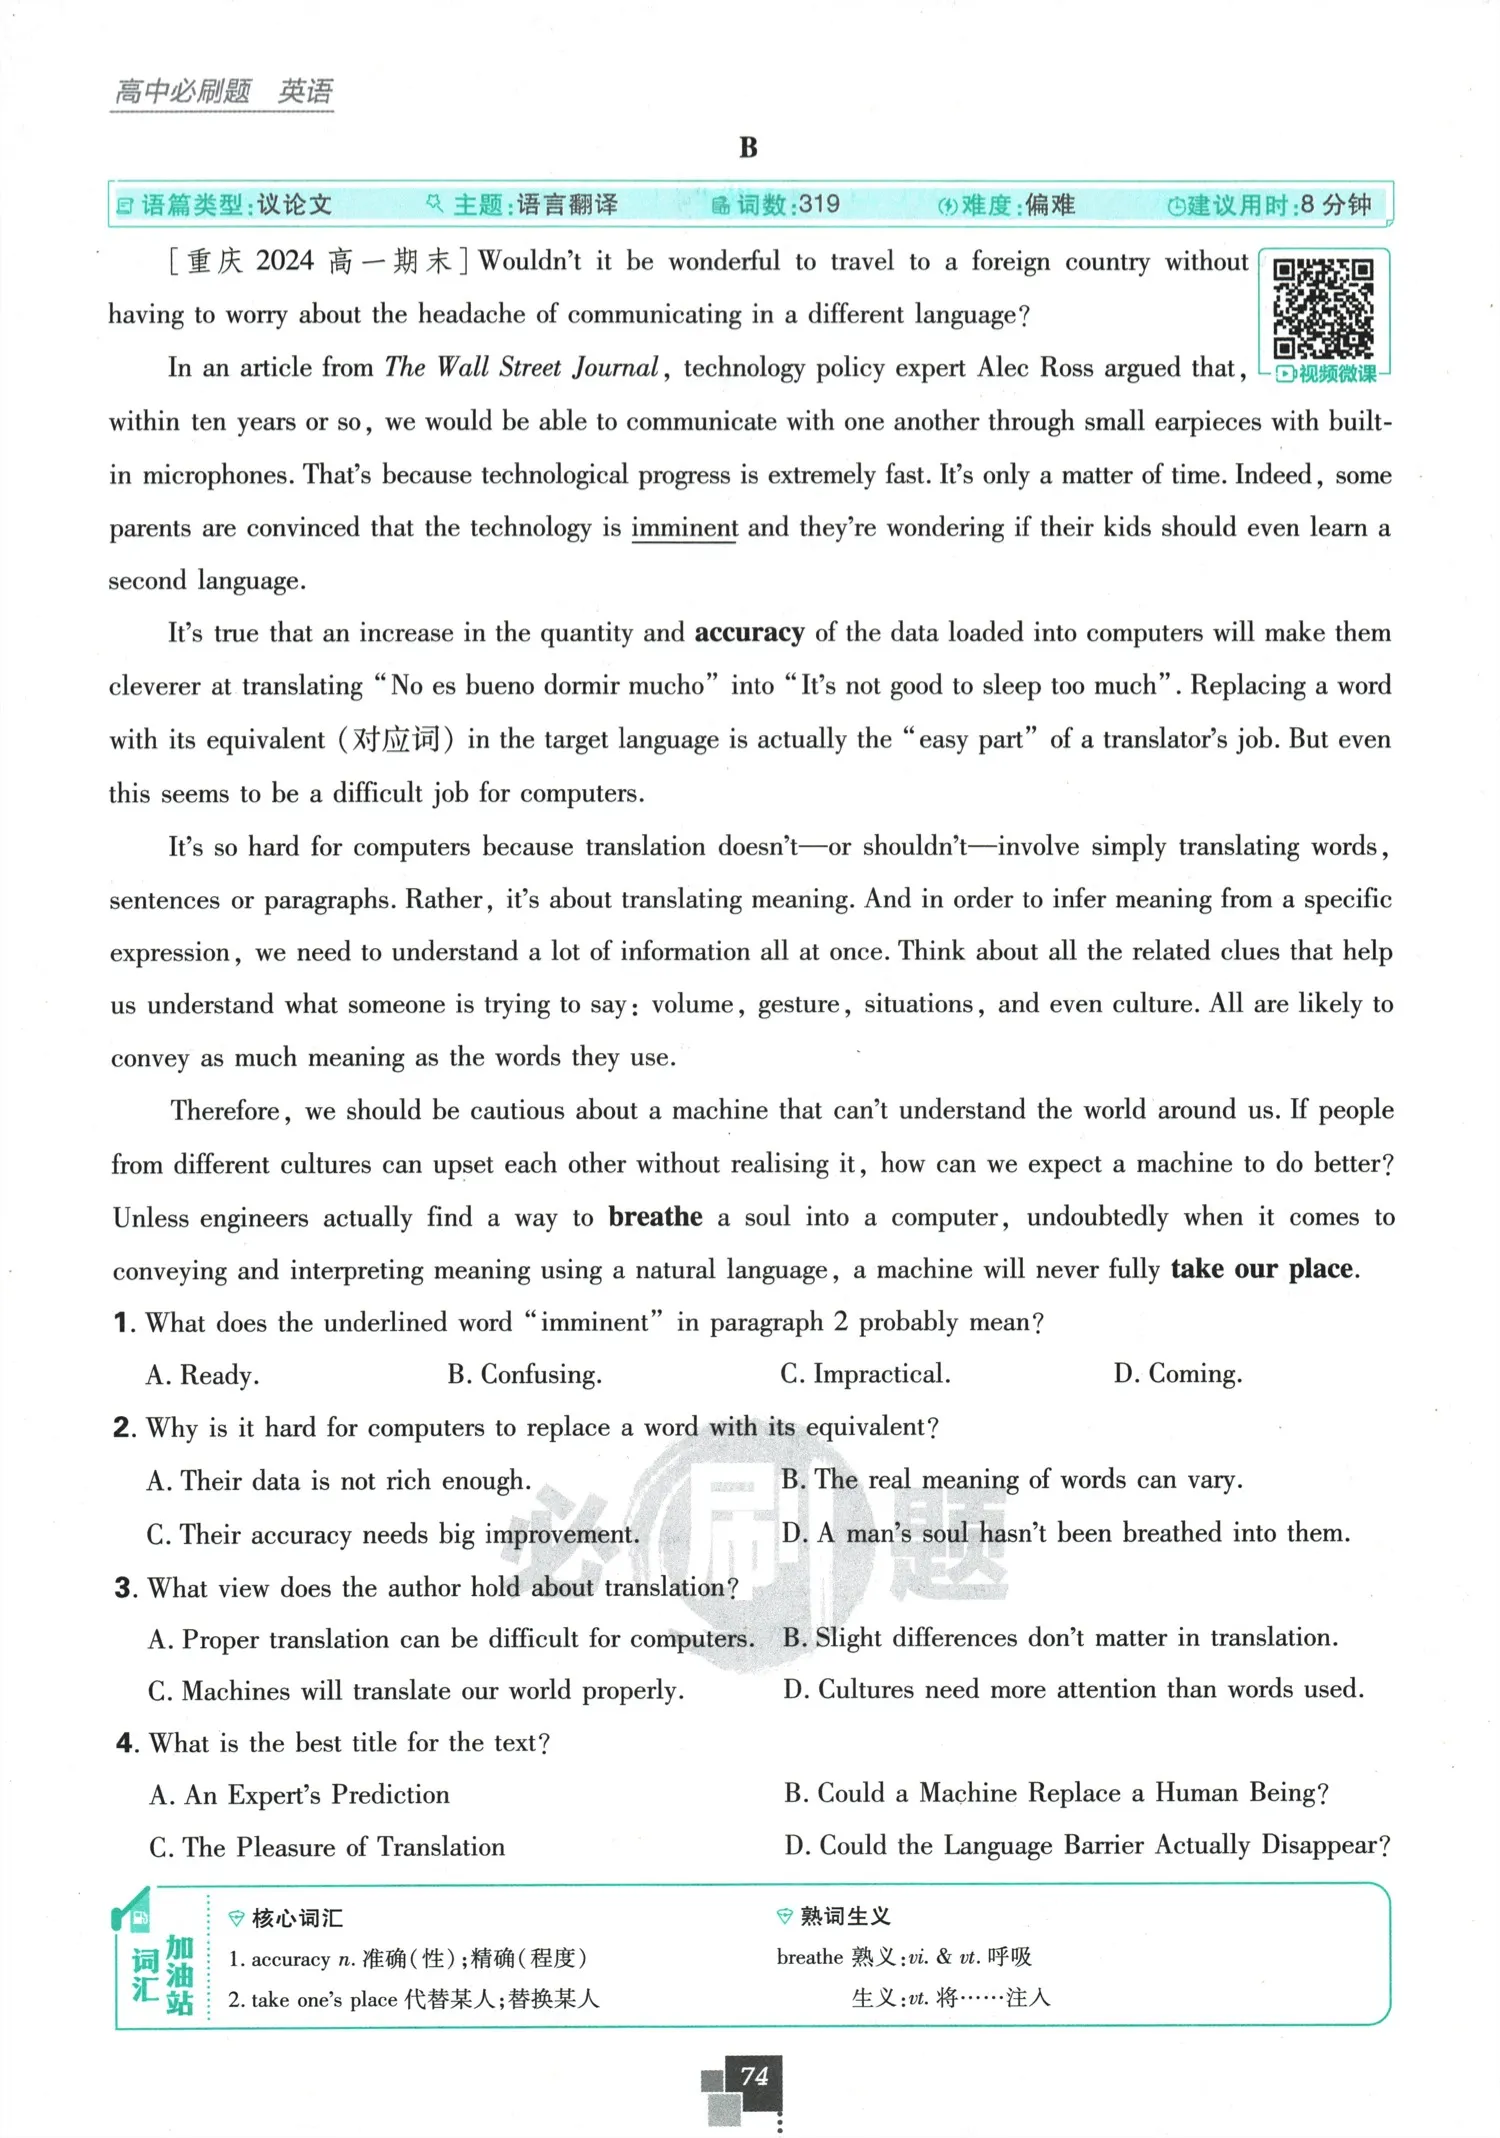 高中必刷题 英语
B
语篇类型:议论文 主题:语言翻译 词数:319 难度:偏难 建议用时:8 分钟
[重庆 2024 高一期末] Wouldn't it be wonderful to travel to a foreign country without
having to worry about the headache of communicating in a different language?
In an article from The Wall Street Journal, technology policy expert Alec Ross argued that,
视频微课
within ten years or so, we would be able to communicate with one another through small earpieces with built-
in microphones. That's because technological progress is extremely fast. It's only a matter of time. Indeed, some
parents are convinced that the technology is imminent and they're wondering if their kids should even learn a
second language.
It's true that an increase in the quantity and accuracy of the data loaded into computers will make them
cleverer at translating “No es bueno dormir mucho” into “It's not good to sleep too much”. Replacing a word
with its equivalent (对应词) in the target language is actually the “easy part” of a translator's job. But even
this seems to be a difficult job for computers.
It's so hard for computers because translation doesn't—or shouldn't—involve simply translating words,
sentences or paragraphs. Rather, it's about translating meaning. And in order to infer meaning from a specific
expression, we need to understand a lot of information all at once. Think about all the related clues that help
us understand what someone is trying to say: volume, gesture, situations, and even culture. All are likely to
convey as much meaning as the words they use.
Therefore, we should be cautious about a machine that can't understand the world around us. If people
from different cultures can upset each other without realising it, how can we expect a machine to do better?
Unless engineers actually find a way to breathe a soul into a computer, undoubtedly when it comes to
conveying and interpreting meaning using a natural language, a machine will never fully take our place.
1. What does the underlined word “imminent” in paragraph 2 probably mean?
A. Ready. B. Confusing. C. Impractical. D. Coming.
2. Why is it hard for computers to replace a word with its equivalent?
A. Their data is not rich enough. B. The real meaning of words can vary.
C. Their accuracy needs big improvement. D. A man's soul hasn't been breathed into them.
3. What view does the author hold about translation?
A. Proper translation can be difficult for computers. B. Slight differences don't matter in translation.
C. Machines will translate our world properly. D. Cultures need more attention than words used.
4. What is the best title for the text?
A. An Expert's Prediction B. Could a Machine Replace a Human Being?
C. The Pleasure of Translation D. Could the Language Barrier Actually Disappear?
必刷题
词汇加油站
核心词汇 熟词生义
1. accuracy n. 准确(性);精确(程度) breathe 熟义:vi. & vt. 呼吸
2. take one's place 代替某人;替换某人 生义:vt. 将……注入
74